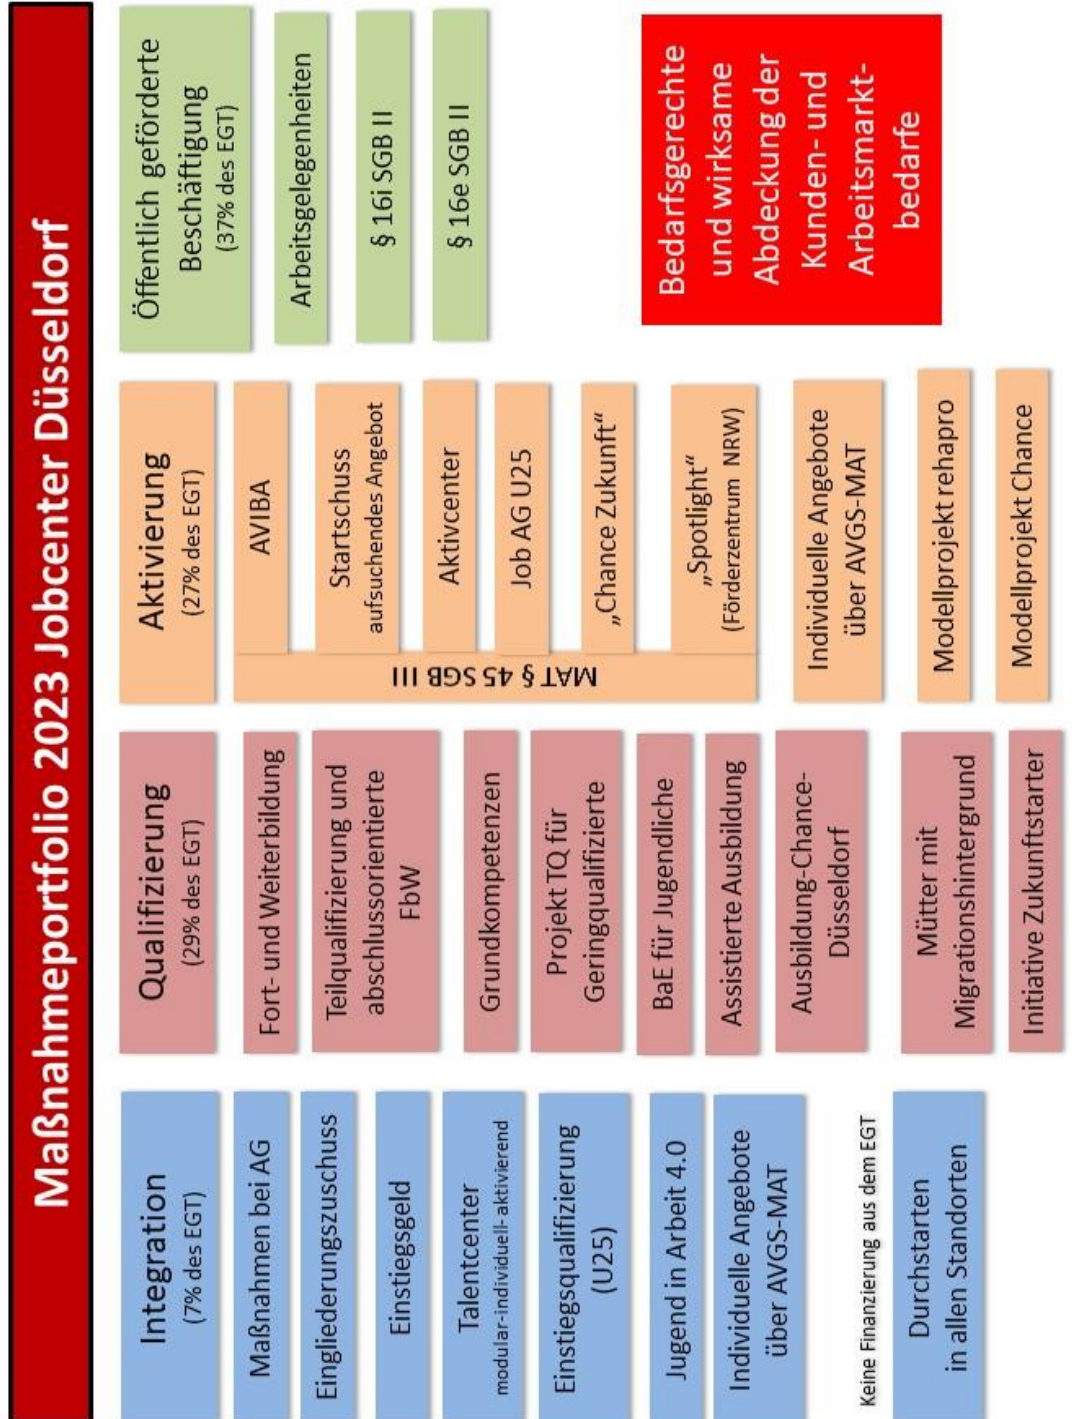 Maßnahmeportfolio 2023 Jobcenter Düsseldorf
Integration
(7% des EGT)
Maßnahmen bei AG
Eingliederungszuschuss
Einstiegsgeld
Talentcenter
modular-individuell-aktivierend
Einstiegsqualifizierung
(U25)
Jugend in Arbeit 4.0
Individuelle Angebote
über AVGS-MAT
Keine Finanzierung aus dem EGT
Durchstarten
in allen Standorten
Qualifizierung
(29% des EGT)
Fort- und Weiterbildung
Teilqualifizierung und
abschlussorientierte
FbW
Grundkompetenzen
Projekt TQ für
Geringqualifizierte
BaE für Jugendliche
Assistierte Ausbildung
Ausbildung-Chance-
Düsseldorf
Mütter mit
Migrationshintergrund
Initiative Zukunftstarter
Aktivierung
(27% des EGT)
MAT § 45 SGB III
AVIBA
Startschuss
aufsuchendes Angebot
Aktivcenter
Job AG U25
„Chance Zukunft“
„Spotlight“
(Förderzentrum NRW)
Individuelle Angebote
über AVGS-MAT
Modellprojekt rehapro
Modellprojekt Chance
Öffentlich geförderte
Beschäftigung
(37% des EGT)
Arbeitsgelegenheiten
§ 16i SGB II
§ 16e SGB II
Bedarfsgerechte
und wirksame
Abdeckung der
Kunden- und
Arbeitsmarkt-
bedarfe